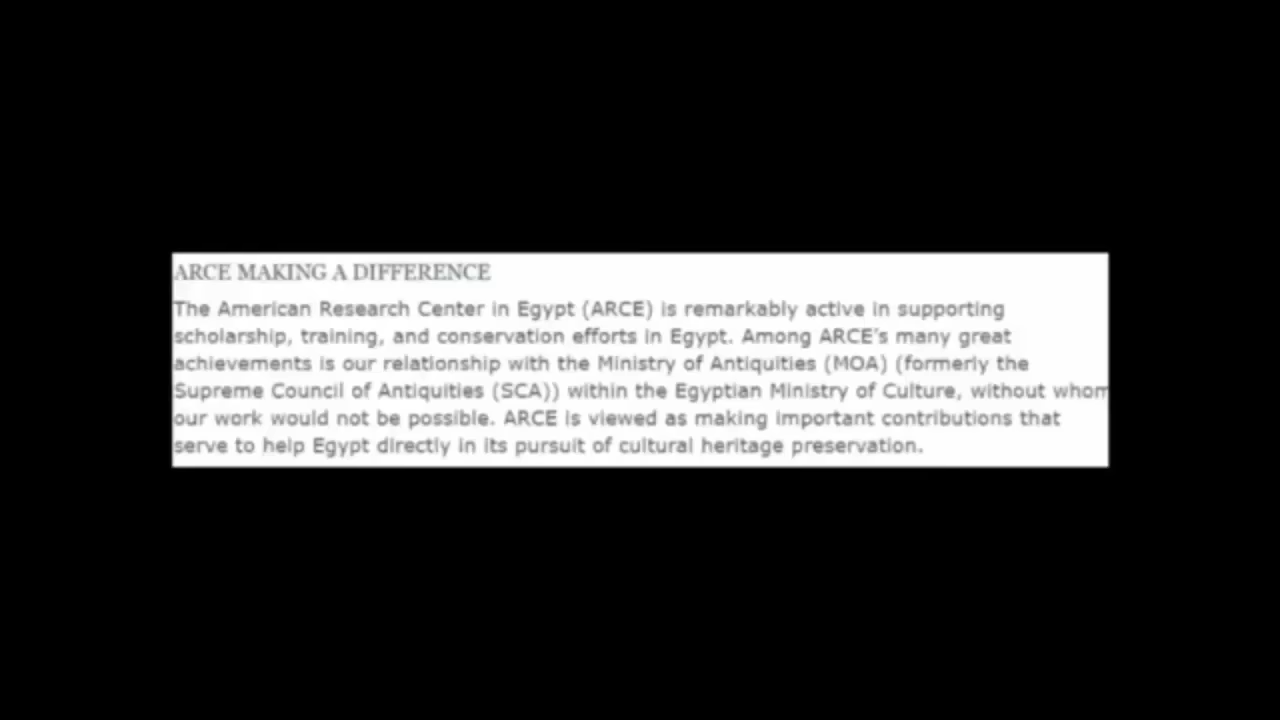 ARCE MAKING A DIFFERENCE
The American Research Center in Egypt (ARCE) is remarkably active in supporting
scholarship, training, and conservation efforts in Egypt. Among ARCE's many great
achievements is our relationship with the Ministry of Antiquities (MOA) (formerly the
Supreme Council of Antiquities (SCA)) within the Egyptian Ministry of Culture, without whom
our work would not be possible. ARCE is viewed as making important contributions that
serve to help Egypt directly in its pursuit of cultural heritage preservation.